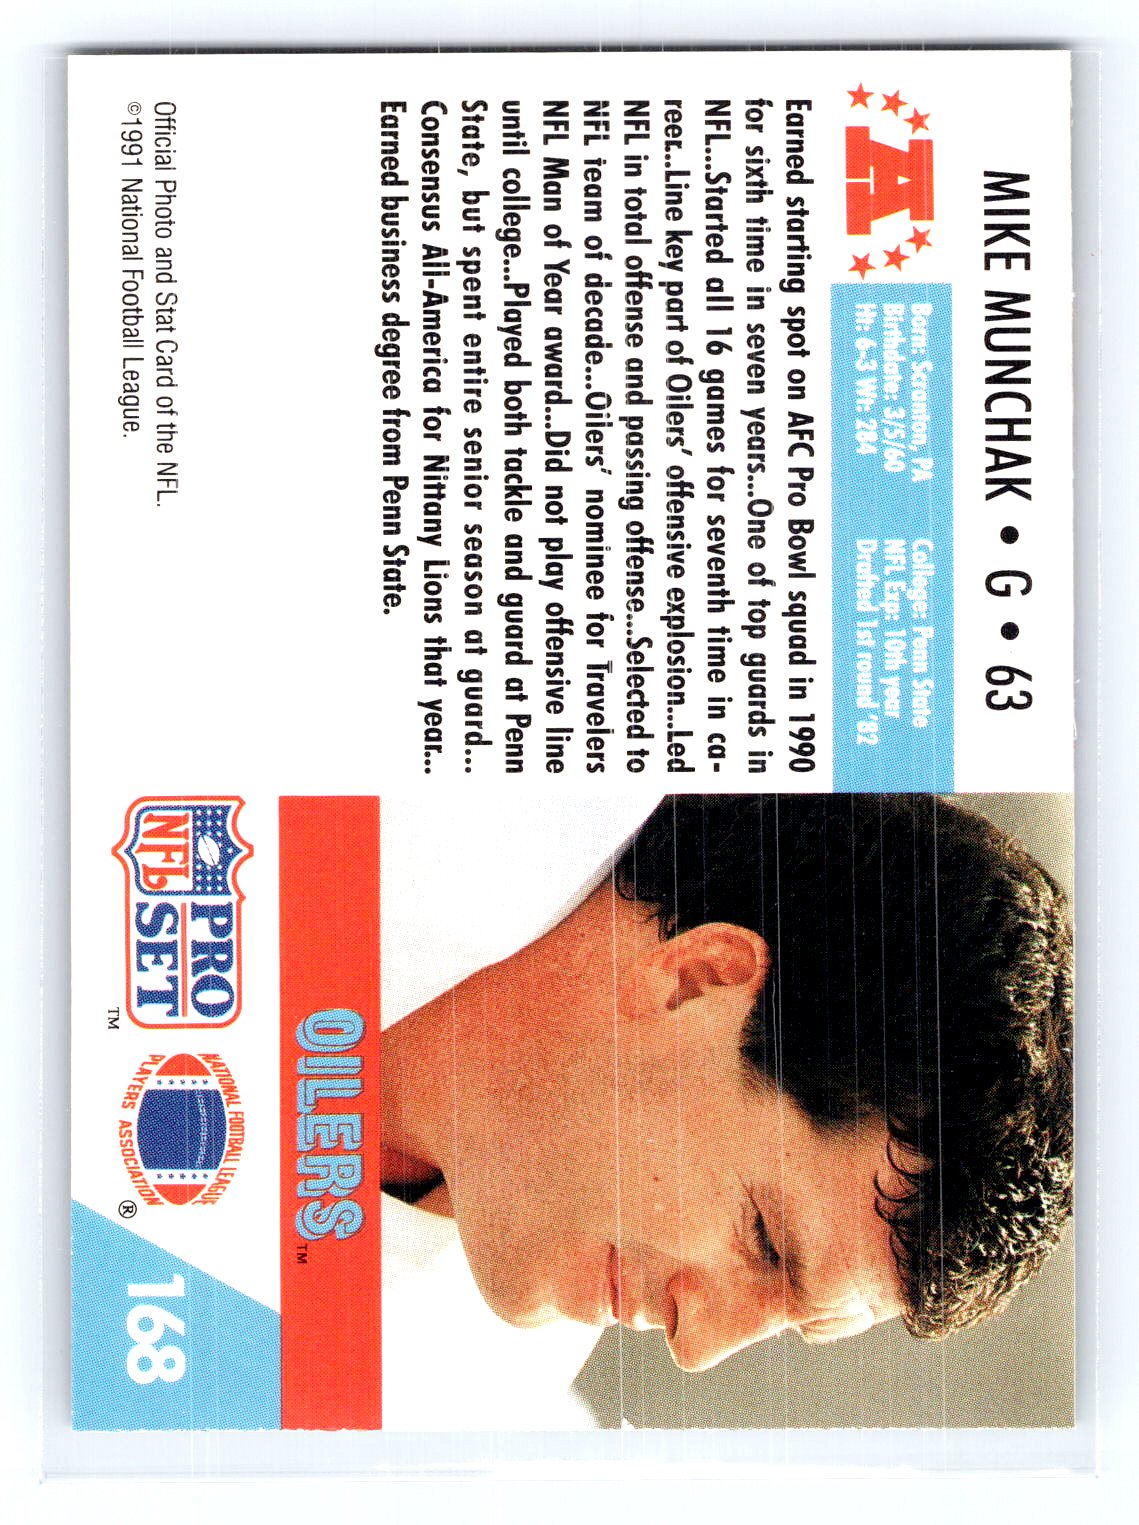 MIKE MUNCHAK • G • 63
A
Born: Scranton, PA
Birthdate: 3/5/60
Ht: 6-3 Wt: 284
College: Penn State
NFL Exp: 10th year
Drafted 1st round '82
Earned starting spot on AFC Pro Bowl squad in 1990
for sixth time in seven years...One of top guards in
NFL...Started all 16 games for seventh time in ca-
reer...Line key part of Oilers' offensive explosion...Led
NFL in total offense and passing offense...Selected to
NFL team of decade...Oilers' nominee for Travelers
NFL Man of Year award...Did not play offensive line
until college...Played both tackle and guard at Penn
State, but spent entire senior season at guard...
Consensus All-America for Nittany Lions that year...
Earned business degree from Penn State.
Official Photo and Stat Card of the NFL.
©1991 National Football League.
OILERS™
NFL
PRO
SET
™
NATIONAL FOOTBALL LEAGUE
PLAYERS ASSOCIATION
®
168